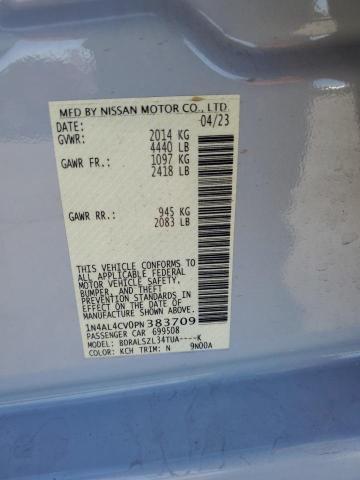 MFD BY NISSAN MOTOR CO., LTD.
DATE: 04/23
GVWR: 2014 KG
4440 LB
GAWR FR: 1097 KG
2418 LB
GAWR RR: 945 KG
2083 LB
THIS VEHICLE CONFORMS TO
ALL APPLICABLE FEDERAL
MOTOR VEHICLE SAFETY,
BUMPER, AND THEFT
PREVENTION STANDARDS
IN EFFECT ON THE DATE OF
MANUFACTURE SHOWN ABOVE.
1N4AL4CV0PN383709
PASSENGER CAR 699508
MODEL: BDRALSZL34TUA----K
COLOR: KCH TRIM: N 9N00A